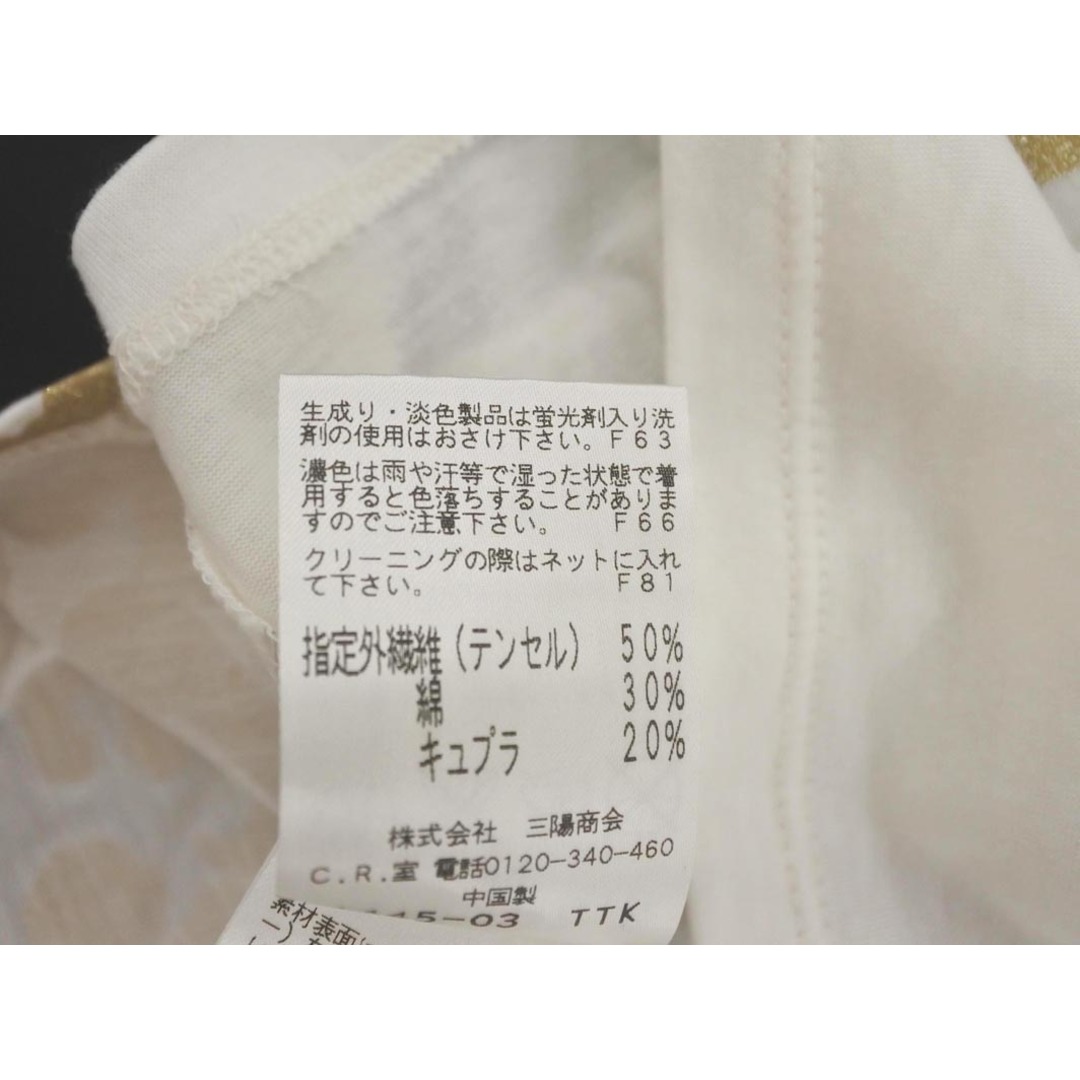 生成り・淡色製品は蛍光剤入り洗
剤の使用はおさけ下さい。F63
濃色は雨や汗等で湿った状態で着
用すると色落ちすることがありま
すのでご注意下さい。 F66
クリーニングの際はネットに入れ
て下さい。 F81
指定外繊維(テンセル) 50%
綿 30%
キュプラ 20%
株式会社 三陽商会
C.R.室 電話0120-340-460
中国製
45-03 TTK
素材表面